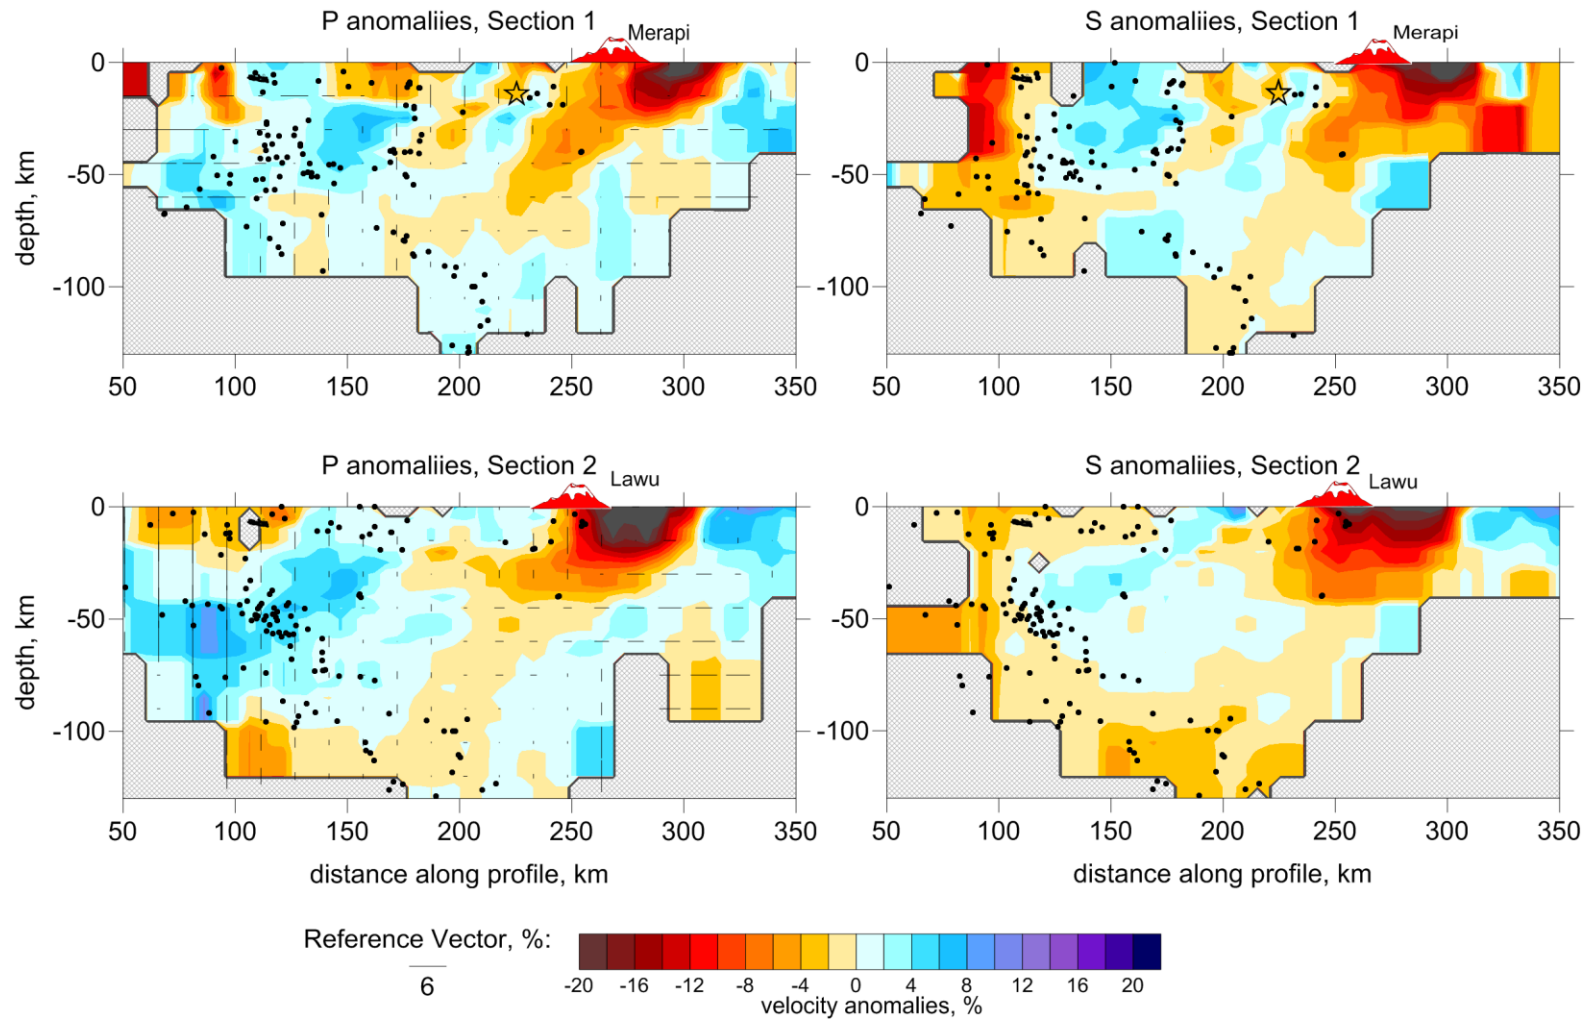 P anomaliies, Section 1
S anomaliies, Section 1
Merapi
Merapi
0
-50
-100
depth, km
50 100 150 200 250 300 350
0
-50
-100
50 100 150 200 250 300 350
P anomaliies, Section 2
S anomaliies, Section 2
Lawu
Lawu
0
-50
-100
depth, km
50 100 150 200 250 300 350
distance along profile, km
0
-50
-100
50 100 150 200 250 300 350
distance along profile, km
Reference Vector, %:
6
-20 -16 -12 -8 -4 0 4 8 12 16 20
velocity anomalies, %